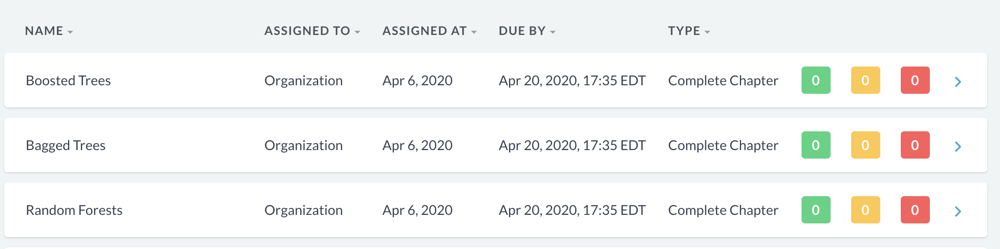 NAME ASSIGNED TO ASSIGNED AT DUE BY TYPE
Boosted Trees Organization Apr 6, 2020 Apr 20, 2020, 17:35 EDT Complete Chapter 0 0 0
Bagged Trees Organization Apr 6, 2020 Apr 20, 2020, 17:35 EDT Complete Chapter 0 0 0
Random Forests Organization Apr 6, 2020 Apr 20, 2020, 17:35 EDT Complete Chapter 0 0 0